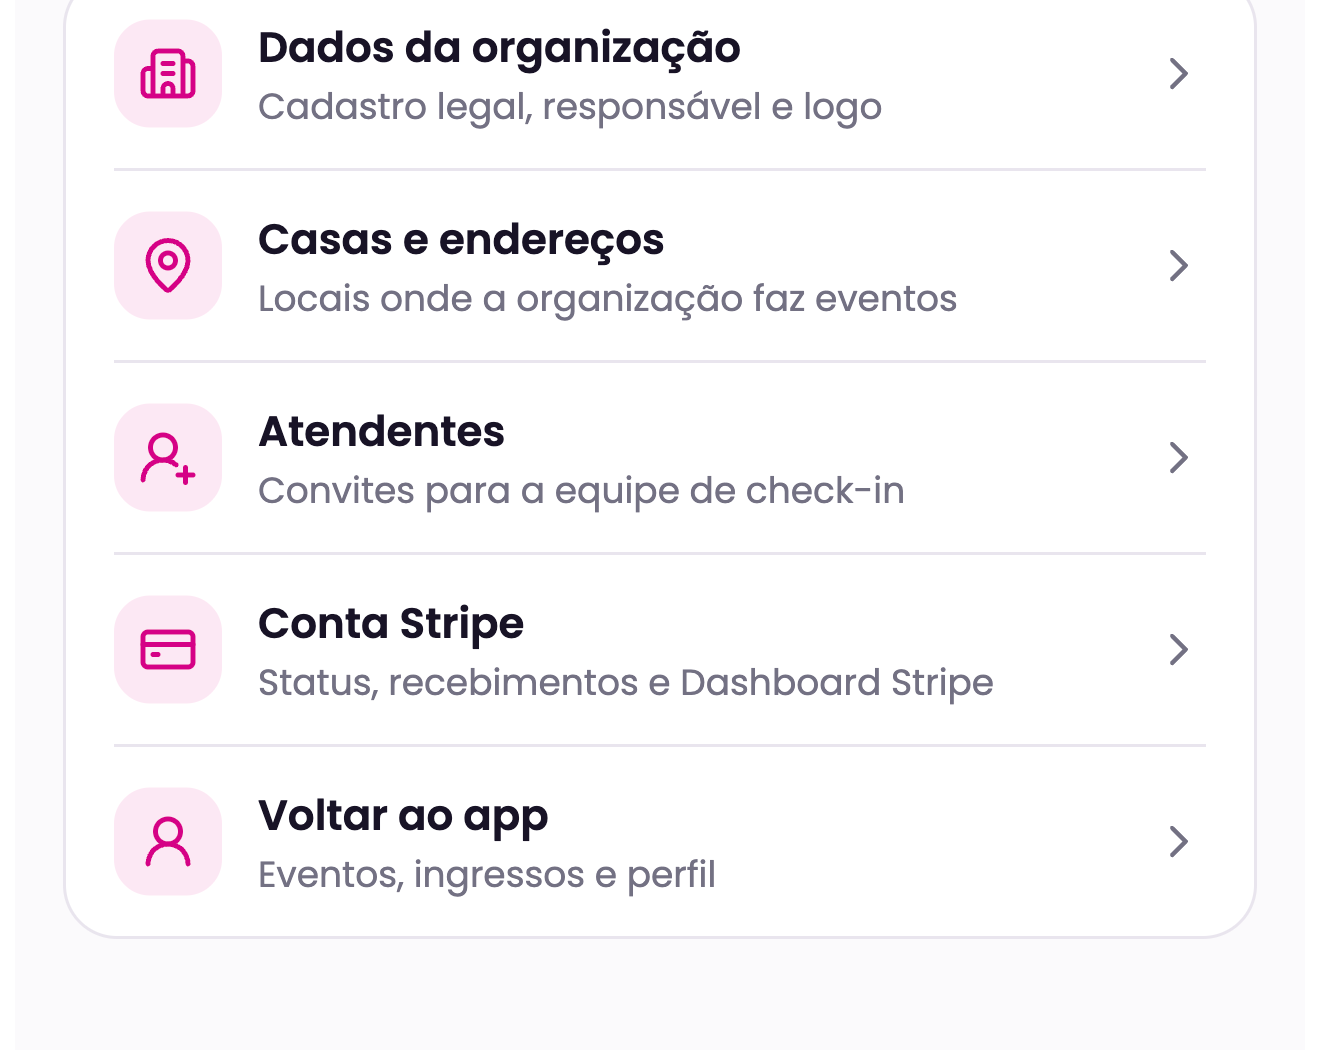 Dados da organização
Cadastro legal, responsável e logo
Casas e endereços
Locais onde a organização faz eventos
Atendentes
Convites para a equipe de check-in
Conta Stripe
Status, recebimentos e Dashboard Stripe
Voltar ao app
Eventos, ingressos e perfil